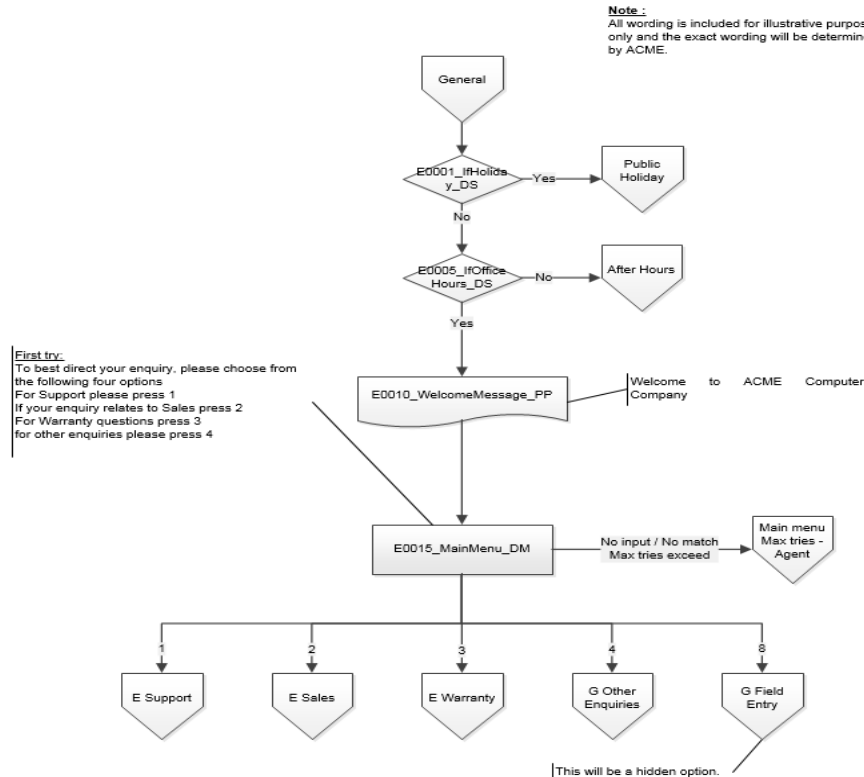 Note :
All wording is included for illustrative purpos
only and the exact wording will be determin
by ACME.
General
E0001_IfHolida
y_DS
Yes
Public
Holiday
No
E0005_IfOffice
Hours_DS
No
After Hours
Yes
First try:
To best direct your enquiry, please choose from
the following four options
For Support please press 1
If your enquiry relates to Sales press 2
For Warranty questions press 3
for other enquiries please press 4
E0010_WelcomeMessage_PP
Welcome to ACME Computer
Company
E0015_MainMenu_DM
No input / No match
Max tries exceed
Main menu
Max tries -
Agent
1
2
3
4
8
E Support
E Sales
E Warranty
G Other
Enquiries
G Field
Entry
This will be a hidden option.